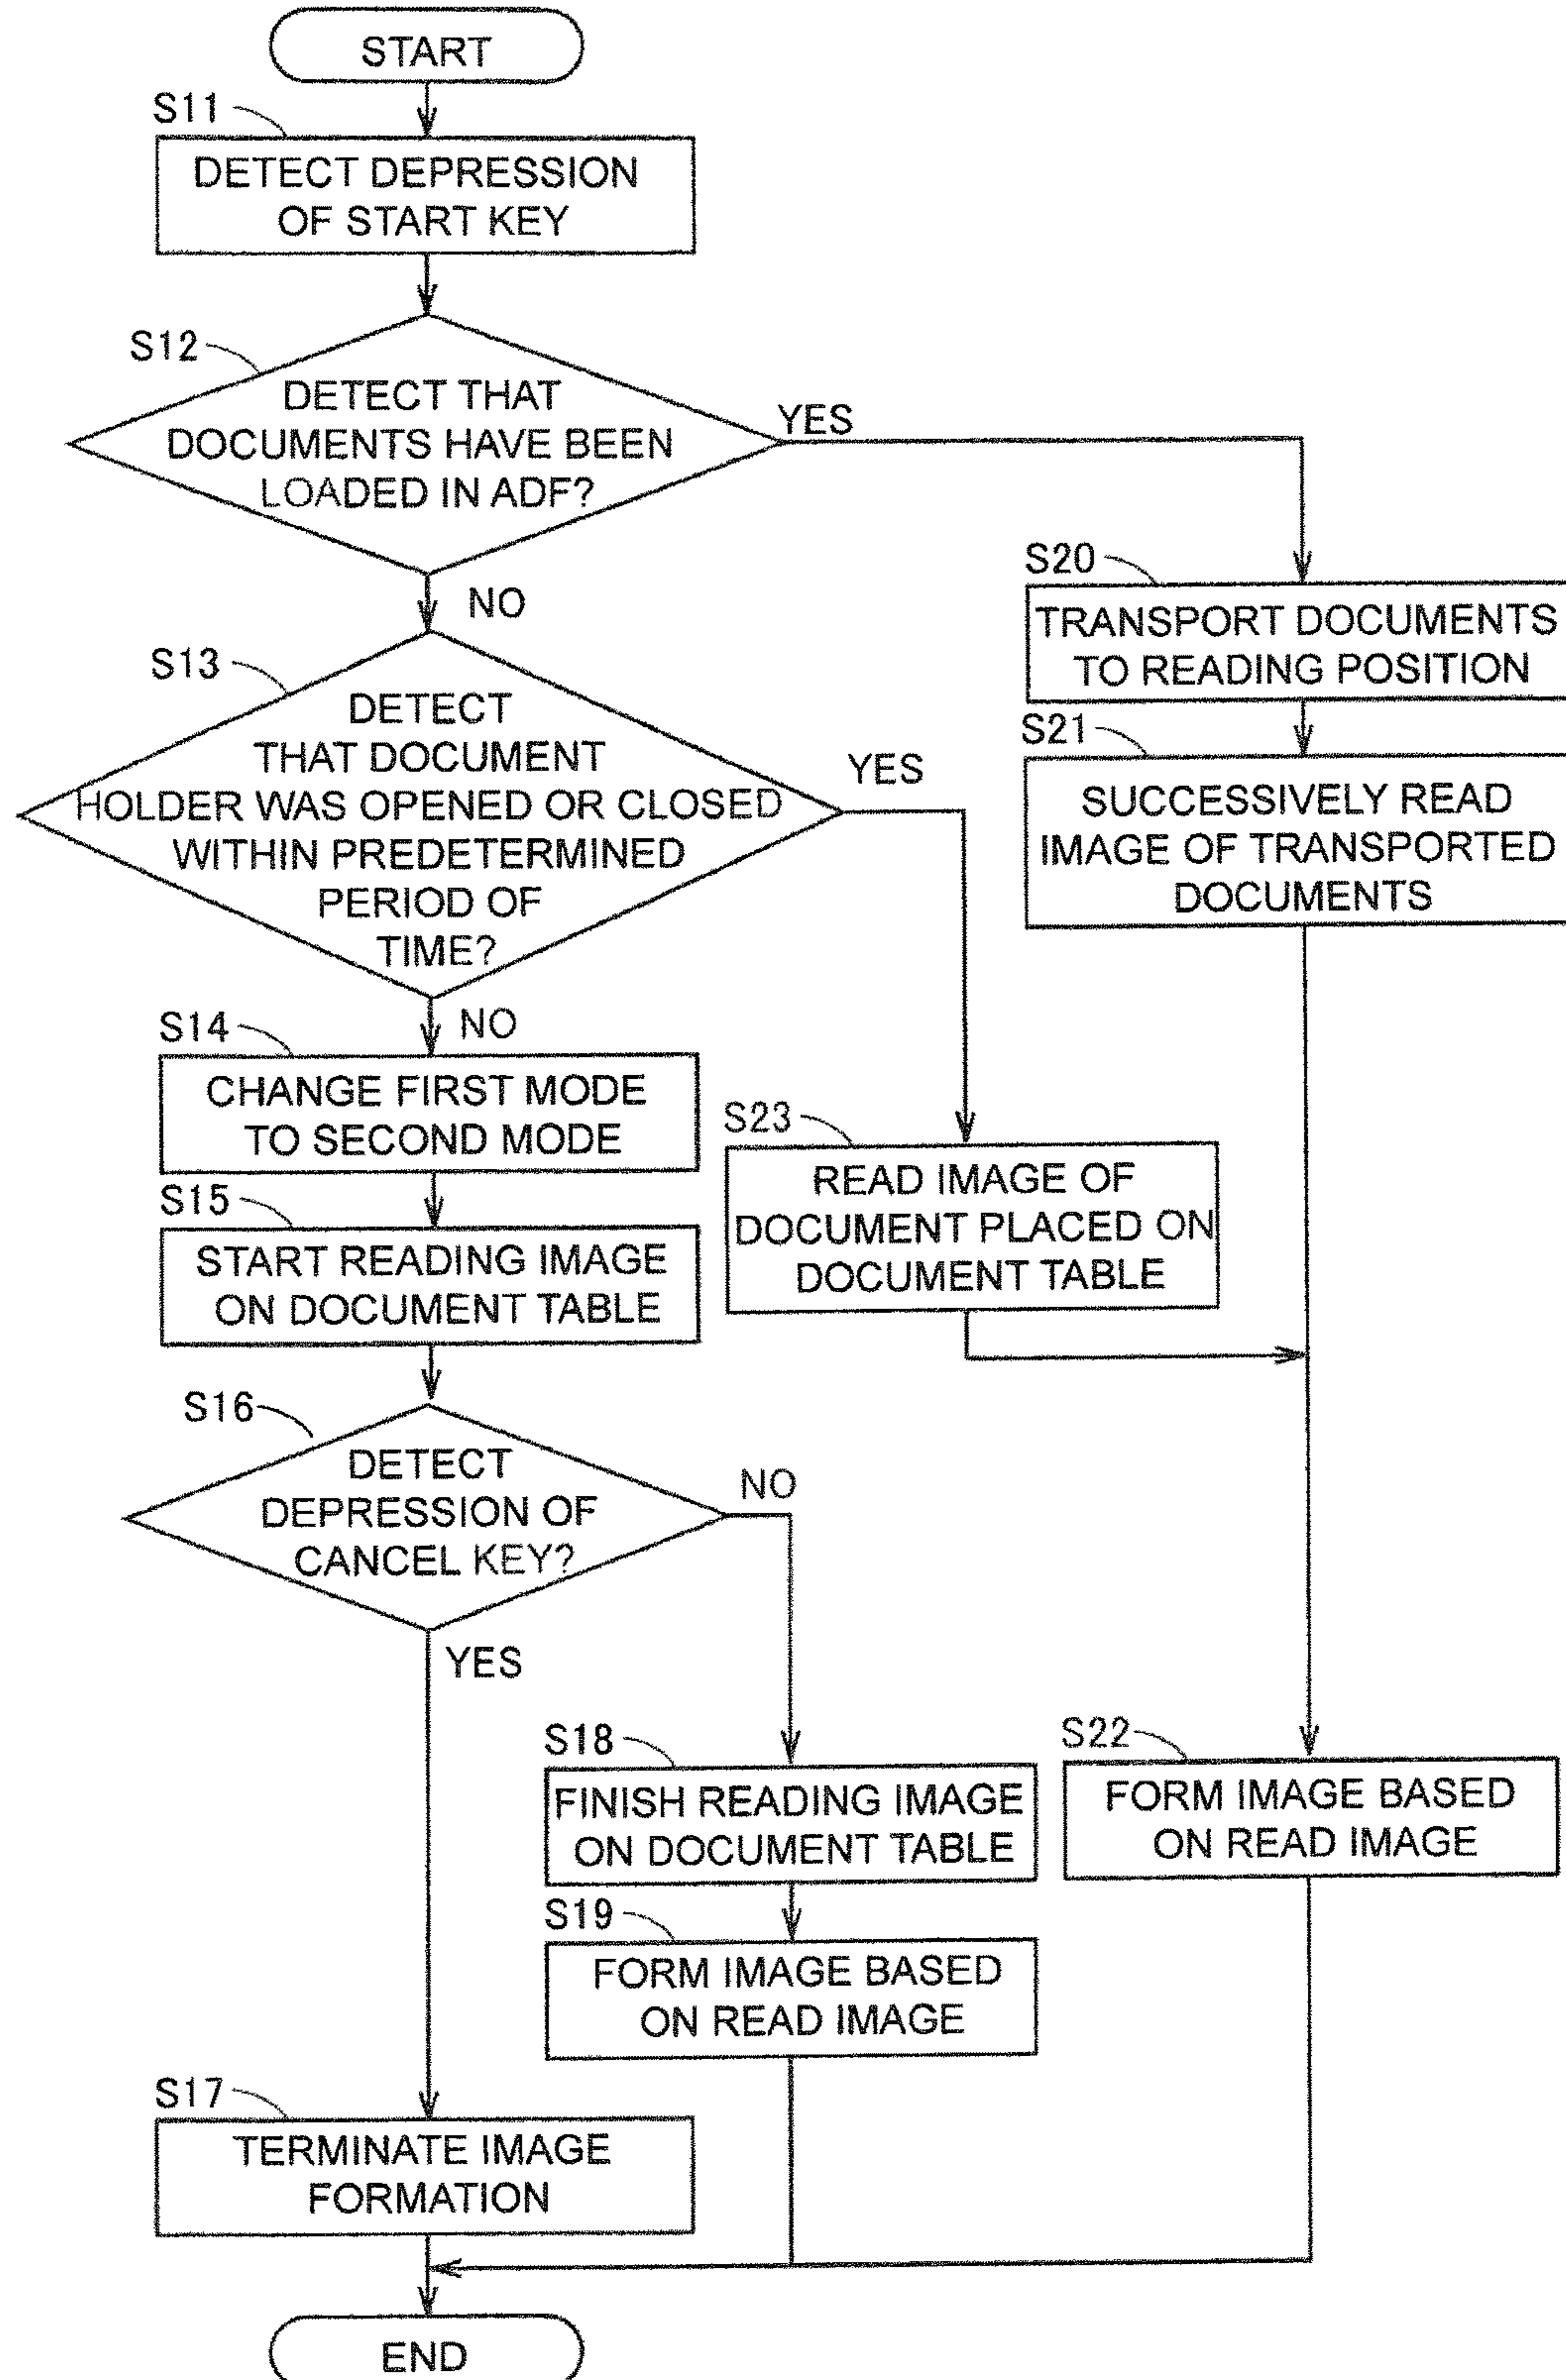 START
S11
DETECT DEPRESSION
OF START KEY
S12
DETECT THAT
DOCUMENTS HAVE BEEN
LOADED IN ADF?
YES
NO
S13
DETECT
THAT DOCUMENT
HOLDER WAS OPENED OR CLOSED
WITHIN PREDETERMINED
PERIOD OF
TIME?
YES
NO
S20
TRANSPORT DOCUMENTS
TO READING POSITION
S21
SUCCESSIVELY READ
IMAGE OF TRANSPORTED
DOCUMENTS
S14
CHANGE FIRST MODE
TO SECOND MODE
S23
READ IMAGE OF
DOCUMENT PLACED ON
DOCUMENT TABLE
S15
START READING IMAGE
ON DOCUMENT TABLE
S16
DETECT
DEPRESSION OF
CANCEL KEY?
NO
YES
S18
FINISH READING IMAGE
ON DOCUMENT TABLE
S22
FORM IMAGE BASED
ON READ IMAGE
S19
FORM IMAGE BASED
ON READ IMAGE
S17
TERMINATE IMAGE
FORMATION
END